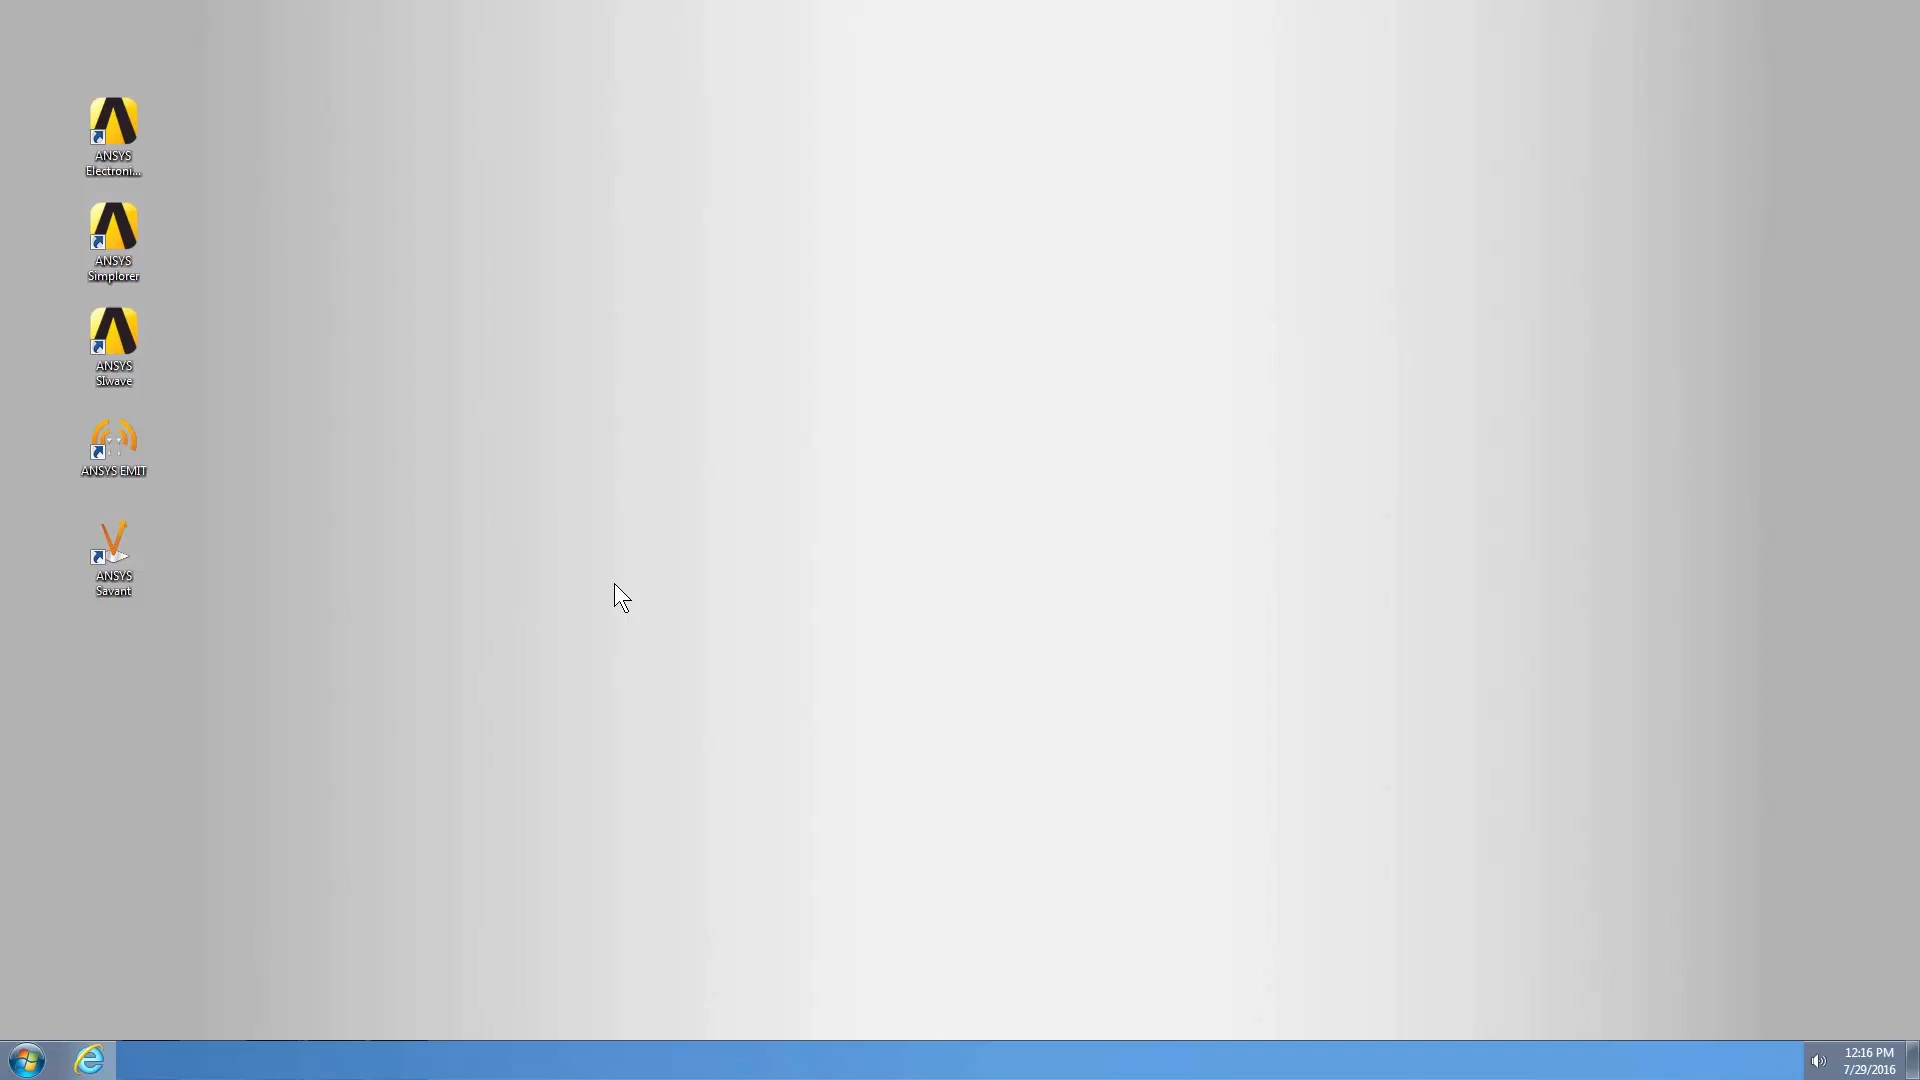 ANSYS
Electroni...
ANSYS
Simplorer
ANSYS
SIwave
ANSYS EMIT
ANSYS
Savant
12:16 PM
7/29/2016